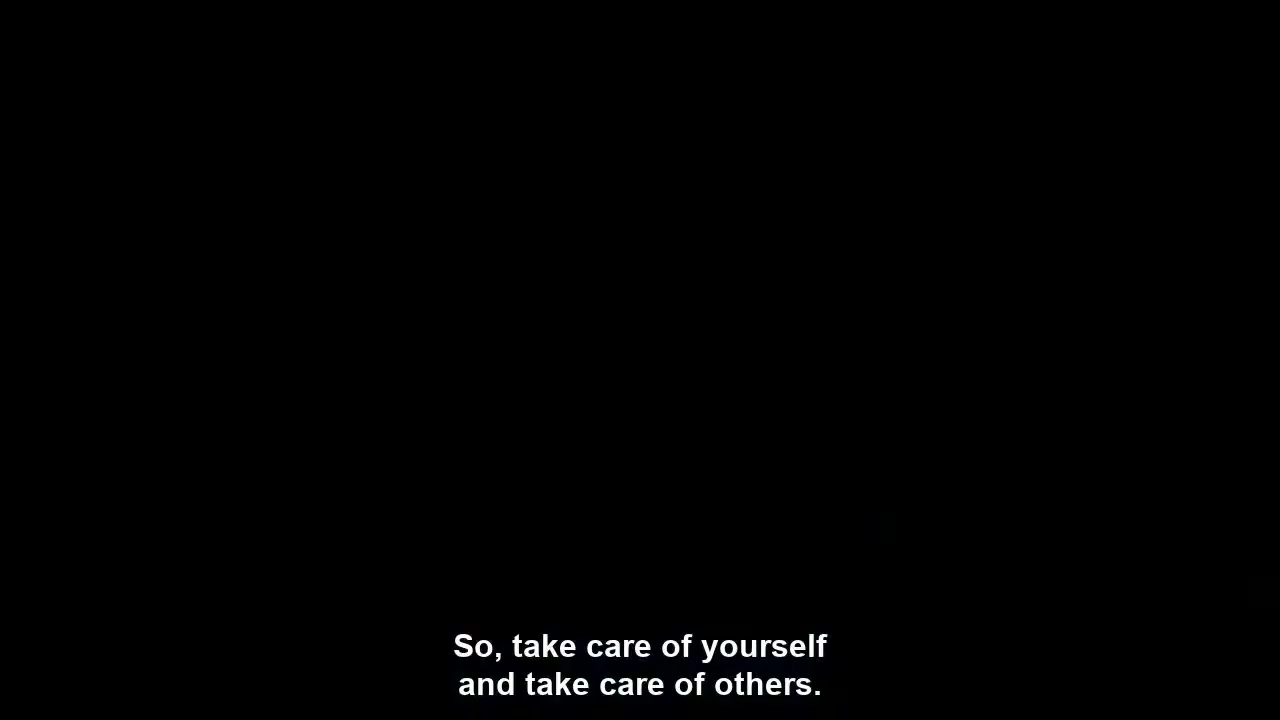 So, take care of yourself
and take care of others.